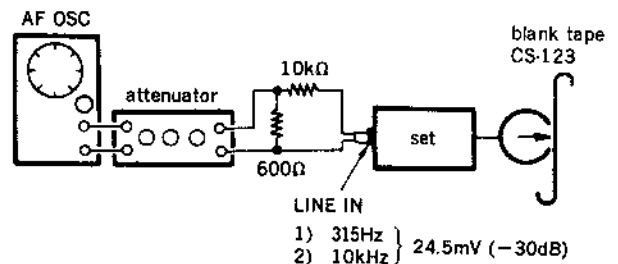 AF OSC
blank tape
CS-123
10kΩ
attenuator
set
600Ω
LINE IN
1) 315Hz
2) 10kHz
24.5mV (−30dB)